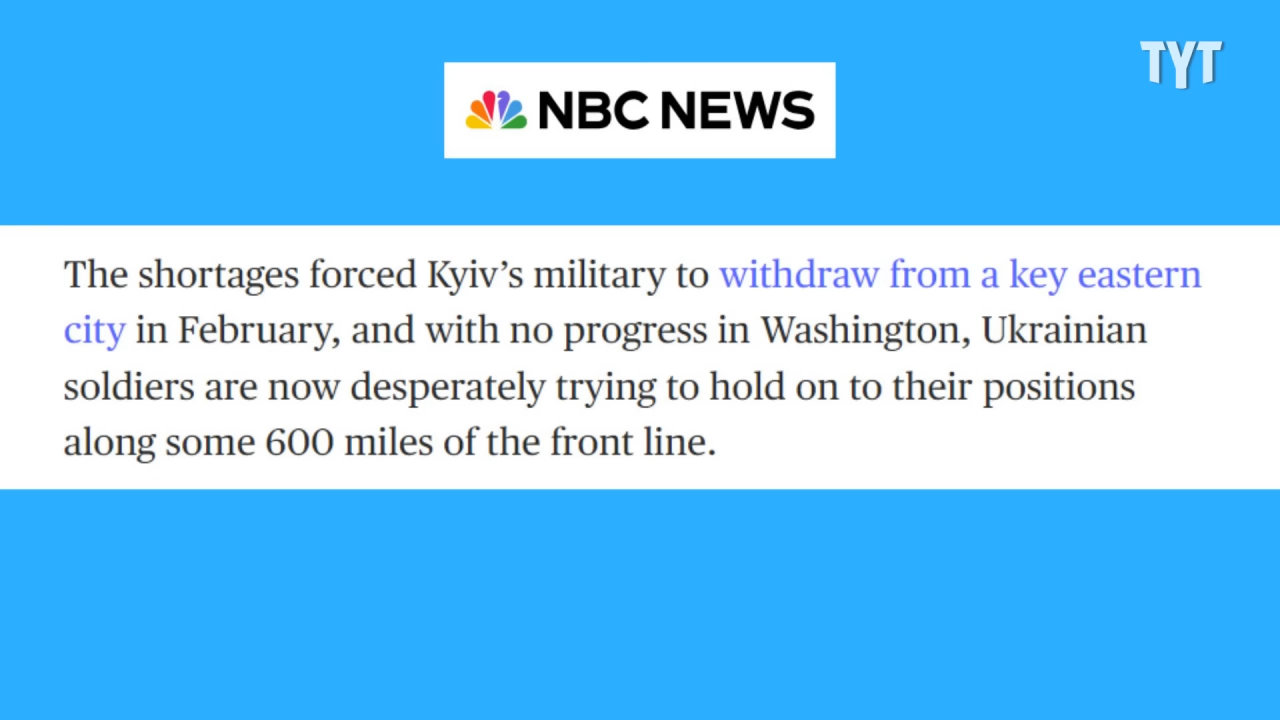 TYT
NBC NEWS
The shortages forced Kyiv’s military to withdraw from a key eastern
city in February, and with no progress in Washington, Ukrainian
soldiers are now desperately trying to hold on to their positions
along some 600 miles of the front line.